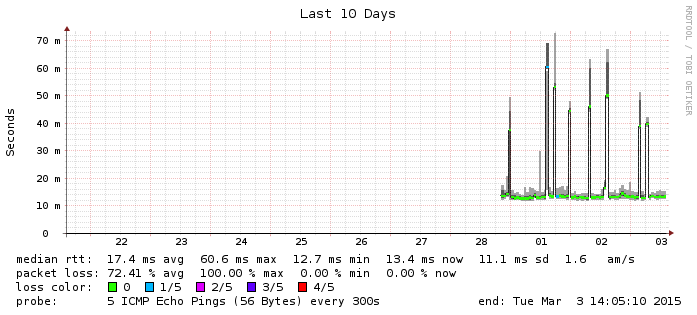 Last 10 Days
RRDTOOL / TOBI OETIKER
Seconds
70 m
60 m
50 m
40 m
30 m
20 m
10 m
0
22 23 24 25 26 27 28 01 02 03
median rtt: 17.4 ms avg 60.6 ms max 12.7 ms min 13.4 ms now 11.1 ms sd 1.6 am/s
packet loss: 72.41 % avg 100.00 % max 0.00 % min 0.00 % now
loss color: 0 1/5 2/5 3/5 4/5
probe: 5 ICMP Echo Pings (56 Bytes) every 300s end: Tue Mar 3 14:05:10 2015